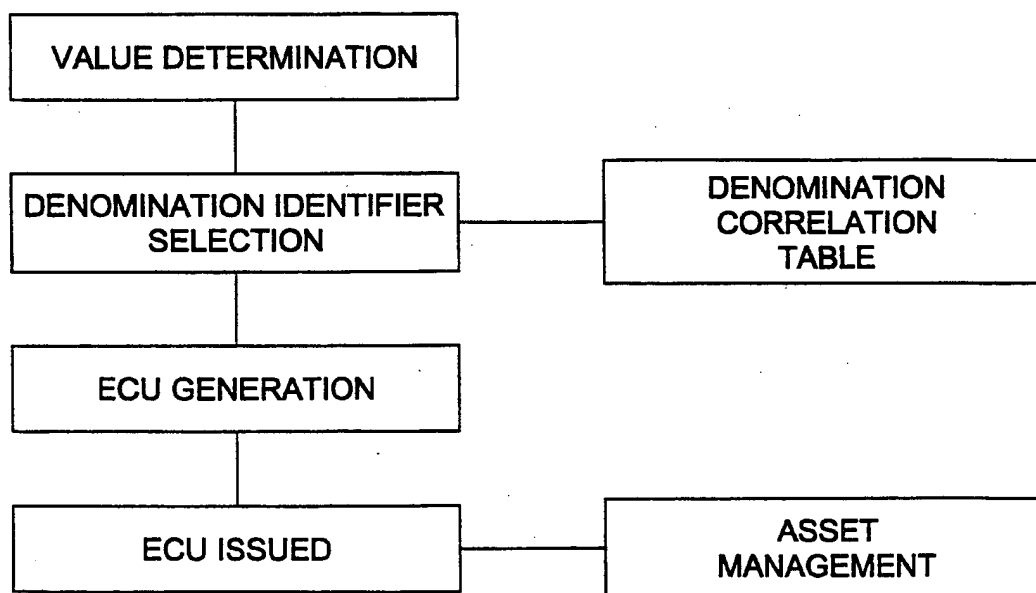 VALUE DETERMINATION
DENOMINATION IDENTIFIER
SELECTION
DENOMINATION
CORRELATION
TABLE
ECU GENERATION
ECU ISSUED
ASSET
MANAGEMENT